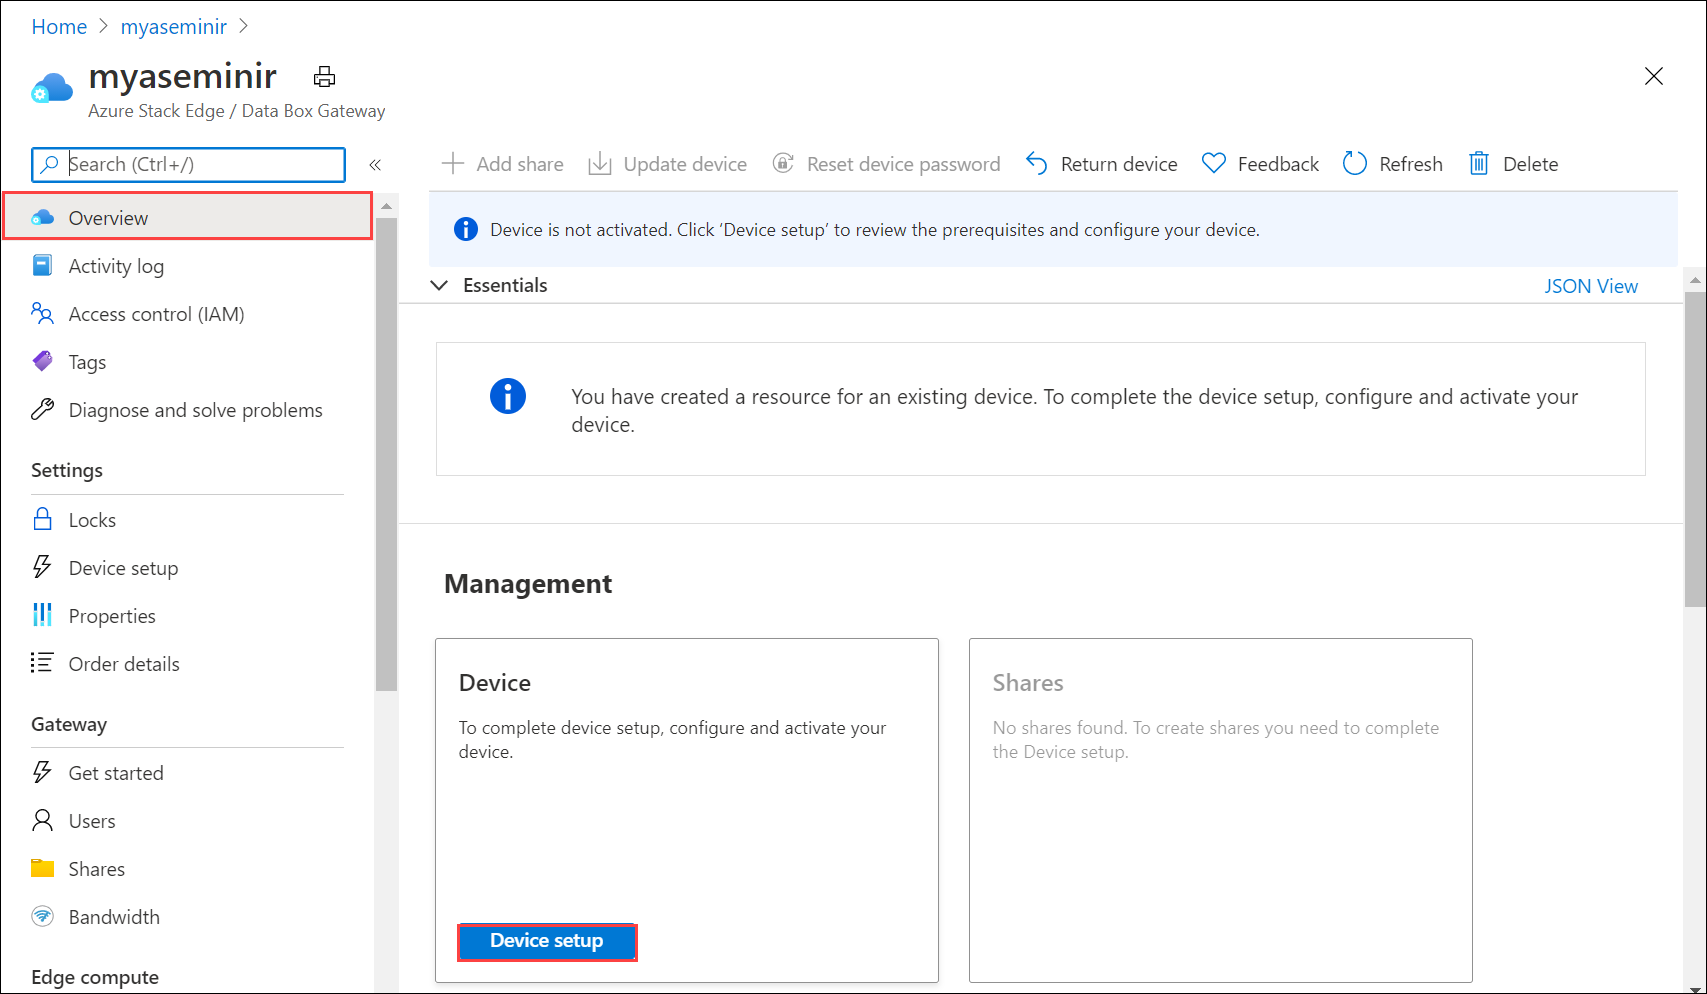 Home > myaseminir >
myaseminir
Azure Stack Edge / Data Box Gateway
Search (Ctrl+/)
«
Add share
Update device
Reset device password
Return device
Feedback
Refresh
Delete
Overview
Activity log
Access control (IAM)
Tags
Diagnose and solve problems
Settings
Locks
Device setup
Properties
Order details
Gateway
Get started
Users
Shares
Bandwidth
Edge compute
Device is not activated. Click ‘Device setup’ to review the prerequisites and configure your device.
Essentials
JSON View
You have created a resource for an existing device. To complete the device setup, configure and activate your
device.
Management
Device
To complete device setup, configure and activate your
device.
Device setup
Shares
No shares found. To create shares you need to complete
the Device setup.